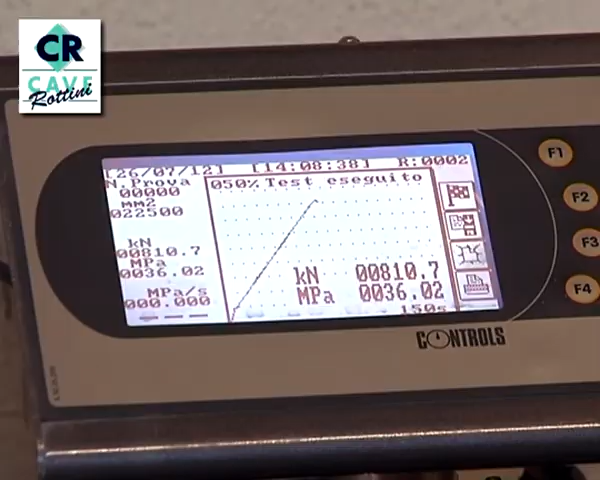 CR
CAVE
Rottini
[26/07/12] [14:08:38] R:0002
N.Prova
00000
mm2
022500
kN
00810.7
MPa
0036.02
MPa/s
000.000
050% Test eseguito
kN 00810.7
MPa 0036.02
150s
F1
F2
F3
F4
CONTROLS